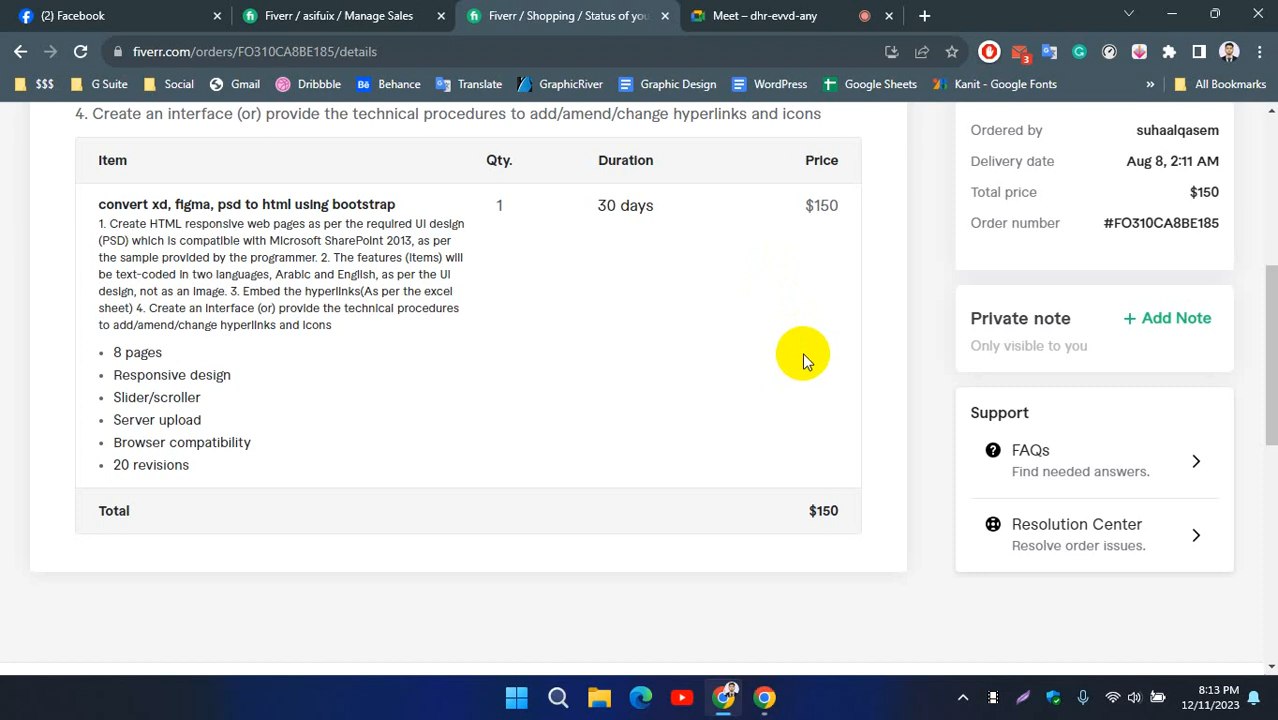 (2) Facebook
Fiverr / asifuix / Manage Sales
Fiverr / Shopping / Status of you
Meet – dhr-evvd-any
fiverr.com/orders/FO310CA8BE185/details
3
$$$
G Suite
Social
Gmail
Dribbble
Bē Behance
Translate
GraphicRiver
Graphic Design
WordPress
Google Sheets
Kanit - Google Fonts
»
All Bookmarks
4. Create an interface (or) provide the technical procedures to add/amend/change hyperlinks and icons
Item Qty. Duration Price
convert xd, figma, psd to html using bootstrap 1 30 days $150
1. Create HTML responsive web pages as per the required UI design
(PSD) which is compatible with Microsoft SharePoint 2013, as per
the sample provided by the programmer. 2. The features (Items) will
be text-coded in two languages, Arabic and English, as per the UI
design, not as an image. 3. Embed the hyperlinks(As per the excel
sheet) 4. Create an interface (or) provide the technical procedures
to add/amend/change hyperlinks and icons
• 8 pages
• Responsive design
• Slider/scroller
• Server upload
• Browser compatibility
• 20 revisions
Total $150
Ordered by suhaalqasem
Delivery date Aug 8, 2:11 AM
Total price $150
Order number #FO310CA8BE185
Private note + Add Note
Only visible to you
Support
FAQs
Find needed answers.
Resolution Center
Resolve order issues.
8:13 PM
12/11/2023